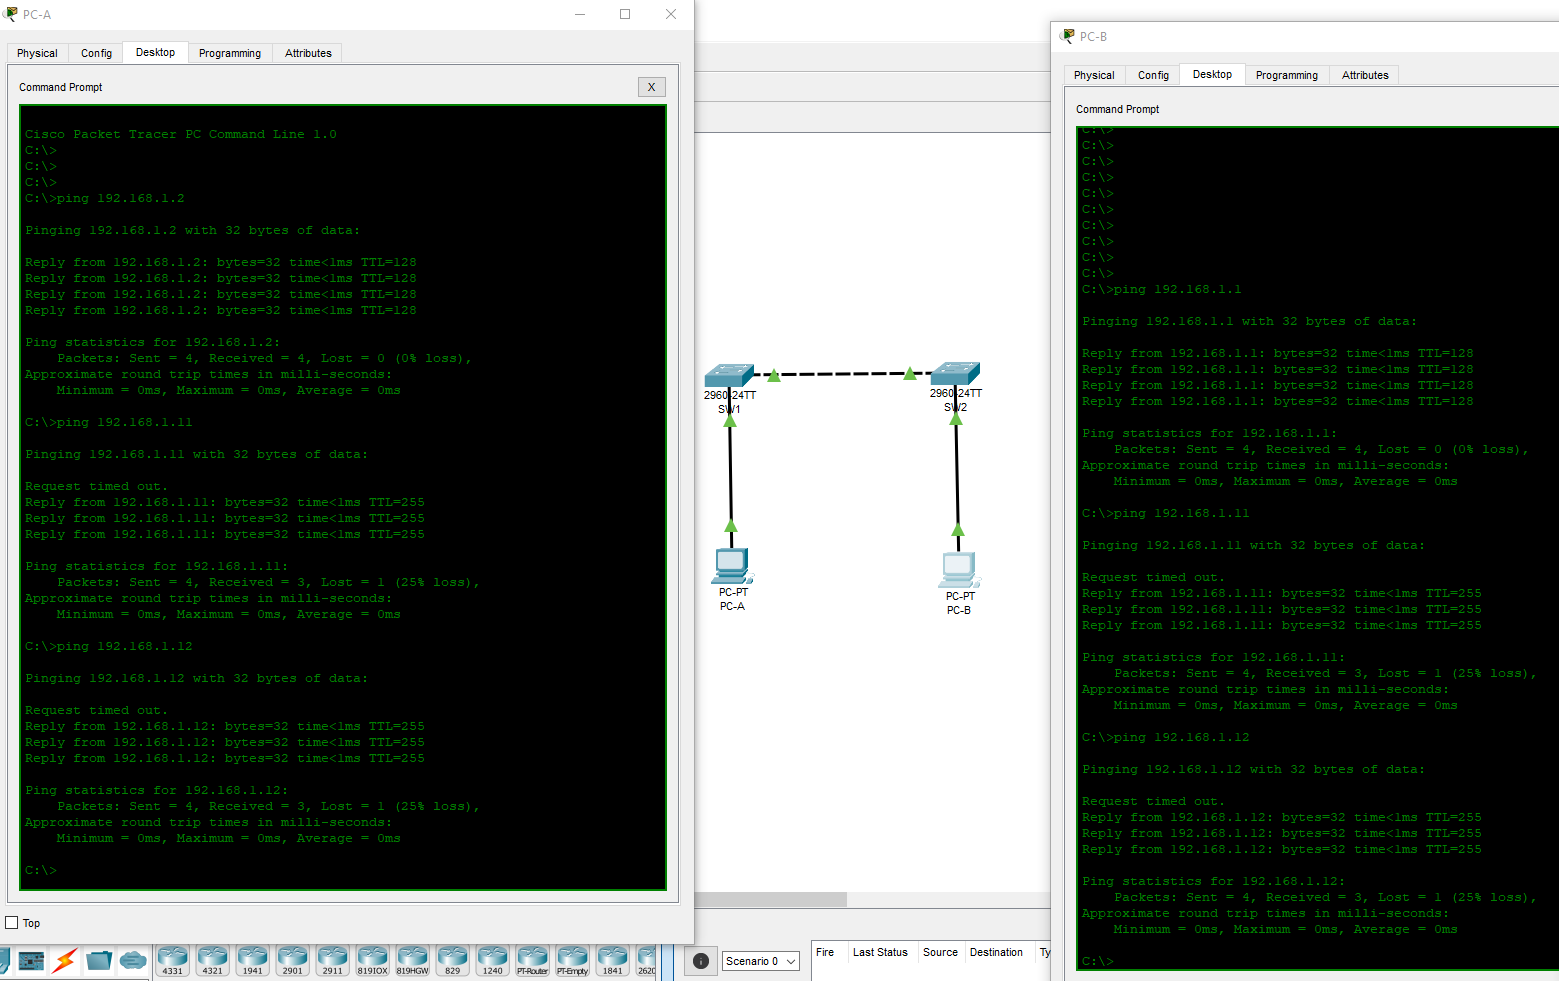 PC-A
Physical Config Desktop Programming Attributes
Command Prompt
X
Cisco Packet Tracer PC Command Line 1.0
C:\>
C:\>
C:\>
C:\>ping 192.168.1.2
Pinging 192.168.1.2 with 32 bytes of data:
Reply from 192.168.1.2: bytes=32 time<1ms TTL=128
Reply from 192.168.1.2: bytes=32 time<1ms TTL=128
Reply from 192.168.1.2: bytes=32 time<1ms TTL=128
Reply from 192.168.1.2: bytes=32 time<1ms TTL=128
Ping statistics for 192.168.1.2:
Packets: Sent = 4, Received = 4, Lost = 0 (0% loss),
Approximate round trip times in milli-seconds:
Minimum = 0ms, Maximum = 0ms, Average = 0ms
C:\>ping 192.168.1.11
Pinging 192.168.1.11 with 32 bytes of data:
Request timed out.
Reply from 192.168.1.11: bytes=32 time<1ms TTL=255
Reply from 192.168.1.11: bytes=32 time<1ms TTL=255
Reply from 192.168.1.11: bytes=32 time<1ms TTL=255
Ping statistics for 192.168.1.11:
Packets: Sent = 4, Received = 3, Lost = 1 (25% loss),
Approximate round trip times in milli-seconds:
Minimum = 0ms, Maximum = 0ms, Average = 0ms
C:\>ping 192.168.1.12
Pinging 192.168.1.12 with 32 bytes of data:
Request timed out.
Reply from 192.168.1.12: bytes=32 time<1ms TTL=255
Reply from 192.168.1.12: bytes=32 time<1ms TTL=255
Reply from 192.168.1.12: bytes=32 time<1ms TTL=255
Ping statistics for 192.168.1.12:
Packets: Sent = 4, Received = 3, Lost = 1 (25% loss),
Approximate round trip times in milli-seconds:
Minimum = 0ms, Maximum = 0ms, Average = 0ms
C:\>
Top
2960-24TT
SW1
2960-24TT
SW2
PC-PT
PC-A
PC-PT
PC-B
PC-B
Physical Config Desktop Programming Attributes
Command Prompt
C:\>
C:\>
C:\>
C:\>
C:\>
C:\>
C:\>
C:\>
C:\>
C:\>
C:\>ping 192.168.1.1
Pinging 192.168.1.1 with 32 bytes of data:
Reply from 192.168.1.1: bytes=32 time<1ms TTL=128
Reply from 192.168.1.1: bytes=32 time<1ms TTL=128
Reply from 192.168.1.1: bytes=32 time<1ms TTL=128
Reply from 192.168.1.1: bytes=32 time<1ms TTL=128
Ping statistics for 192.168.1.1:
Packets: Sent = 4, Received = 4, Lost = 0 (0% loss),
Approximate round trip times in milli-seconds:
Minimum = 0ms, Maximum = 0ms, Average = 0ms
C:\>ping 192.168.1.11
Pinging 192.168.1.11 with 32 bytes of data:
Request timed out.
Reply from 192.168.1.11: bytes=32 time<1ms TTL=255
Reply from 192.168.1.11: bytes=32 time<1ms TTL=255
Reply from 192.168.1.11: bytes=32 time<1ms TTL=255
Ping statistics for 192.168.1.11:
Packets: Sent = 4, Received = 3, Lost = 1 (25% loss),
Approximate round trip times in milli-seconds:
Minimum = 0ms, Maximum = 0ms, Average = 0ms
C:\>ping 192.168.1.12
Pinging 192.168.1.12 with 32 bytes of data:
Request timed out.
Reply from 192.168.1.12: bytes=32 time<1ms TTL=255
Reply from 192.168.1.12: bytes=32 time<1ms TTL=255
Reply from 192.168.1.12: bytes=32 time<1ms TTL=255
Ping statistics for 192.168.1.12:
Packets: Sent = 4, Received = 3, Lost = 1 (25% loss),
Approximate round trip times in milli-seconds:
Minimum = 0ms, Maximum = 0ms, Average = 0ms
C:\>
4331 4321 1941 2901 2911 819IOX 819HGW 829 1240 PT-Router PT-Empty 1841 2620
Scenario 0
Fire Last Status Source Destination Ty